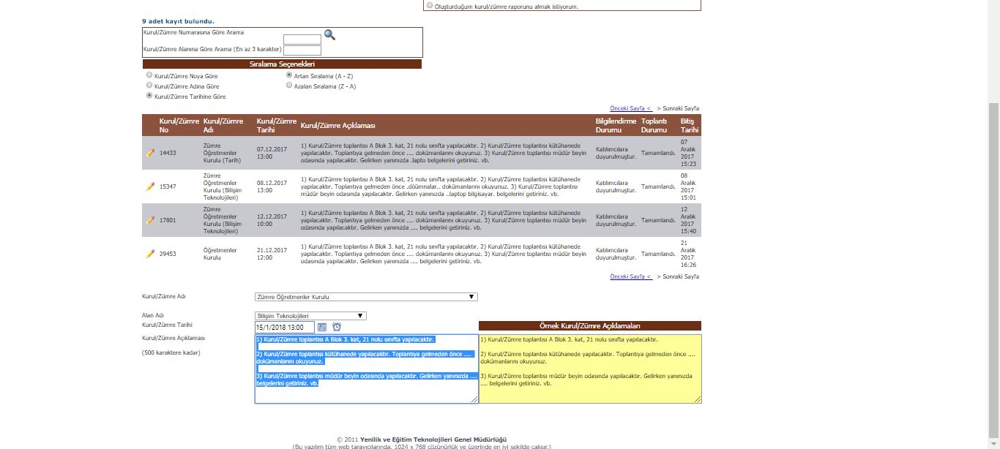 Oluşturduğum kurul/zümre raporunu almak istiyorum.
9 adet kayıt bulundu.
Kurul/Zümre Numarasına Göre Arama
Kurul/Zümre Alanına Göre Arama (En az 3 karakter)
Sıralama Seçenekleri
Kurul/Zümre Noya Göre
Artan Sıralama (A - Z)
Kurul/Zümre Adına Göre
Azalan Sıralama (Z - A)
Kurul/Zümre Tarihine Göre
Önceki Sayfa < > Sonraki Sayfa
Kurul/Zümre No
Kurul/Zümre Adı
Kurul/Zümre Tarihi
Kurul/Zümre Açıklaması
Bilgilendirme Durumu
Toplantı Durumu
Bitiş Tarihi
14433
Zümre
Öğretmenler
Kurulu (Tarih)
07.12.2017
13:00
1) Kurul/Zümre toplantısı A Blok 3. kat, 21 nolu sınıfta yapılacaktır. 2) Kurul/Zümre toplantısı kütühanede
yapılacaktır. Toplantıya gelmeden önce .... dokümanlarını okuyunuz. 3) Kurul/Zümre toplantısı müdür beyin
odasında yapılacaktır. Gelirken yanınızda .lapto belgelerini getiriniz. vb.
Katılımcılara
duyurulmuştur.
Tamamlandı.
07
Aralık
2017
15:23
15347
Zümre
Öğretmenler
Kurulu (Bilişim
Teknolojileri)
08.12.2017
13:00
1) Kurul/Zümre toplantısı A Blok 3. kat, 21 nolu sınıfta yapılacaktır. 2) Kurul/Zümre toplantısı kütühanede
yapılacaktır. Toplantıya gelmeden önce .döümnalar.. dokümanlarını okuyunuz. 3) Kurul/Zümre toplantısı
müdür beyin odasında yapılacaktır. Gelirken yanınızda ..laptop bilgisayar. belgelerini getiriniz. vb.
Katılımcılara
duyurulmuştur.
Tamamlandı.
08
Aralık
2017
15:01
17801
Zümre
Öğretmenler
Kurulu (Bilişim
Teknolojileri)
12.12.2017
10:00
1) Kurul/Zümre toplantısı A Blok 3. kat, 21 nolu sınıfta yapılacaktır. 2) Kurul/Zümre toplantısı kütühanede
yapılacaktır. Toplantıya gelmeden önce .... dokümanlarını okuyunuz. 3) Kurul/Zümre toplantısı müdür beyin
odasında yapılacaktır. Gelirken yanınızda .... belgelerini getiriniz. vb.
Katılımcılara
duyurulmuştur.
Tamamlandı.
12
Aralık
2017
15:40
29453
Öğretmenler
Kurulu
21.12.2017
12:00
1) Kurul/Zümre toplantısı A Blok 3. kat, 21 nolu sınıfta yapılacaktır. 2) Kurul/Zümre toplantısı kütühanede
yapılacaktır. Toplantıya gelmeden önce .... dokümanlarını okuyunuz. 3) Kurul/Zümre toplantısı müdür beyin
odasında yapılacaktır. Gelirken yanınızda .... belgelerini getiriniz. vb.
Katılımcılara
duyurulmuştur.
Tamamlandı.
21
Aralık
2017
16:26
Önceki Sayfa < > Sonraki Sayfa
Kurul/Zümre Adı
Zümre Öğretmenler Kurulu
Alan Adı
Bilişim Teknolojileri
Kurul/Zümre Tarihi
15/1/2018 13:00
Örnek Kurul/Zümre Açıklamaları
Kurul/Zümre Açıklaması
(500 karaktere kadar)
1) Kurul/Zümre toplantısı A Blok 3. kat, 21 nolu sınıfta yapılacaktır.
2) Kurul/Zümre toplantısı kütühanede yapılacaktır. Toplantıya gelmeden önce ....
dokümanlarını okuyunuz.
3) Kurul/Zümre toplantısı müdür beyin odasında yapılacaktır. Gelirken yanınızda ....
belgelerini getiriniz. vb.
1) Kurul/Zümre toplantısı A Blok 3. kat, 21 nolu sınıfta yapılacaktır.
2) Kurul/Zümre toplantısı kütühanede yapılacaktır. Toplantıya gelmeden önce ....
dokümanlarını okuyunuz.
3) Kurul/Zümre toplantısı müdür beyin odasında yapılacaktır. Gelirken yanınızda
.... belgelerini getiriniz. vb.
© 2011 Yenilik ve Eğitim Teknolojileri Genel Müdürlüğü
(Bu yazılım tüm web tarayıcılarında, 1024 x 768 çözünürlük ve üzerinde en iyi şekilde çalışır.)